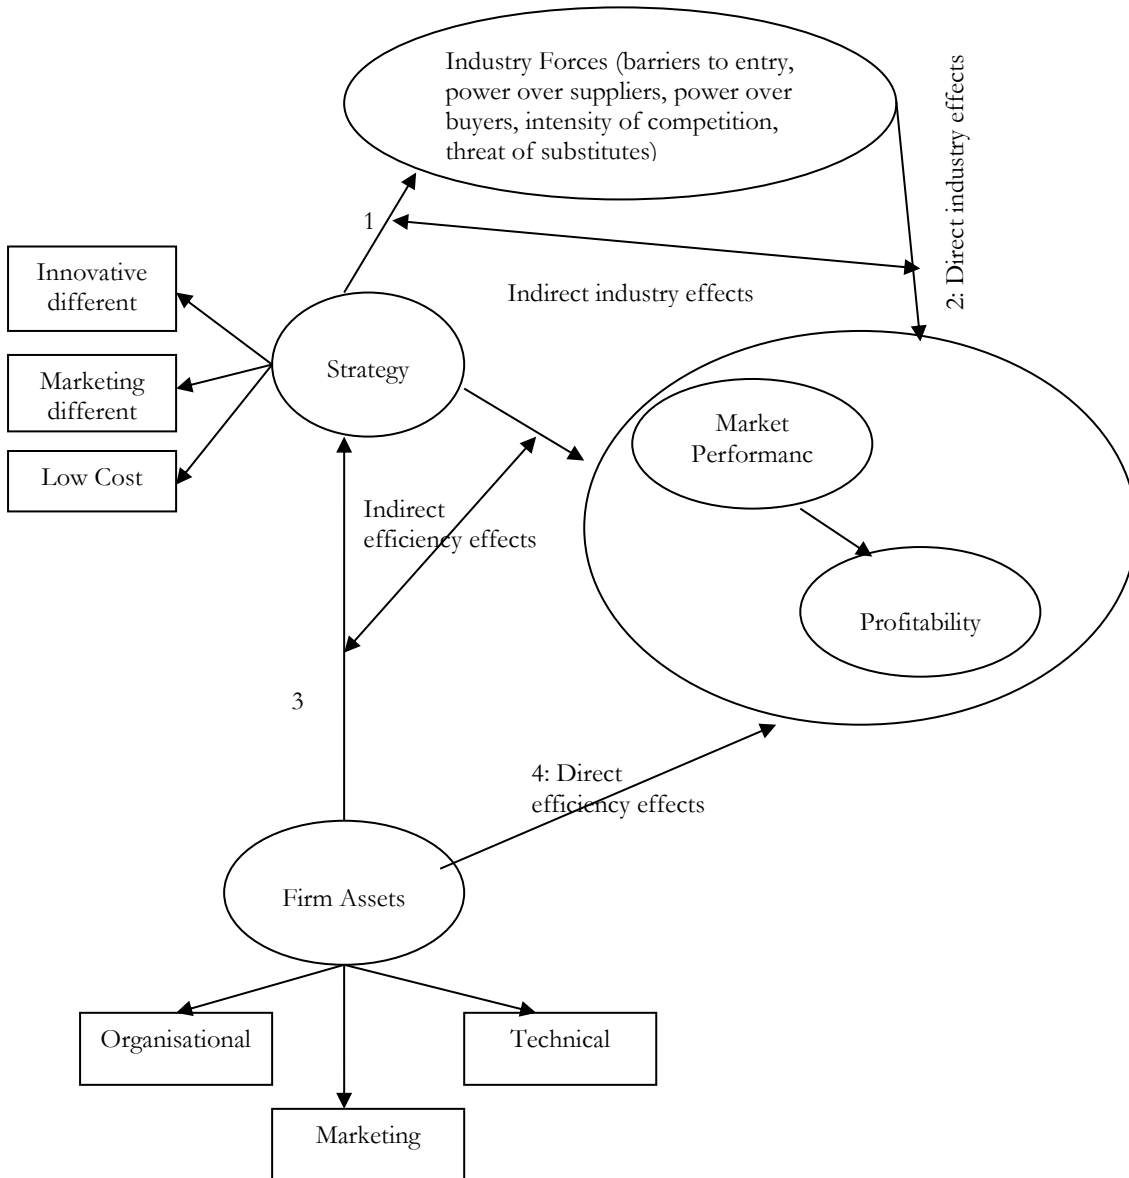 Industry Forces (barriers to entry,
power over suppliers, power over
buyers, intensity of competition,
threat of substitutes)
2: Direct industry effects
1
Indirect industry effects
Innovative
different
Marketing
different
Low Cost
Strategy
Market
Performanc
Indirect
efficiency effects
Profitability
3
4: Direct
efficiency effects
Firm Assets
Organisational
Technical
Marketing